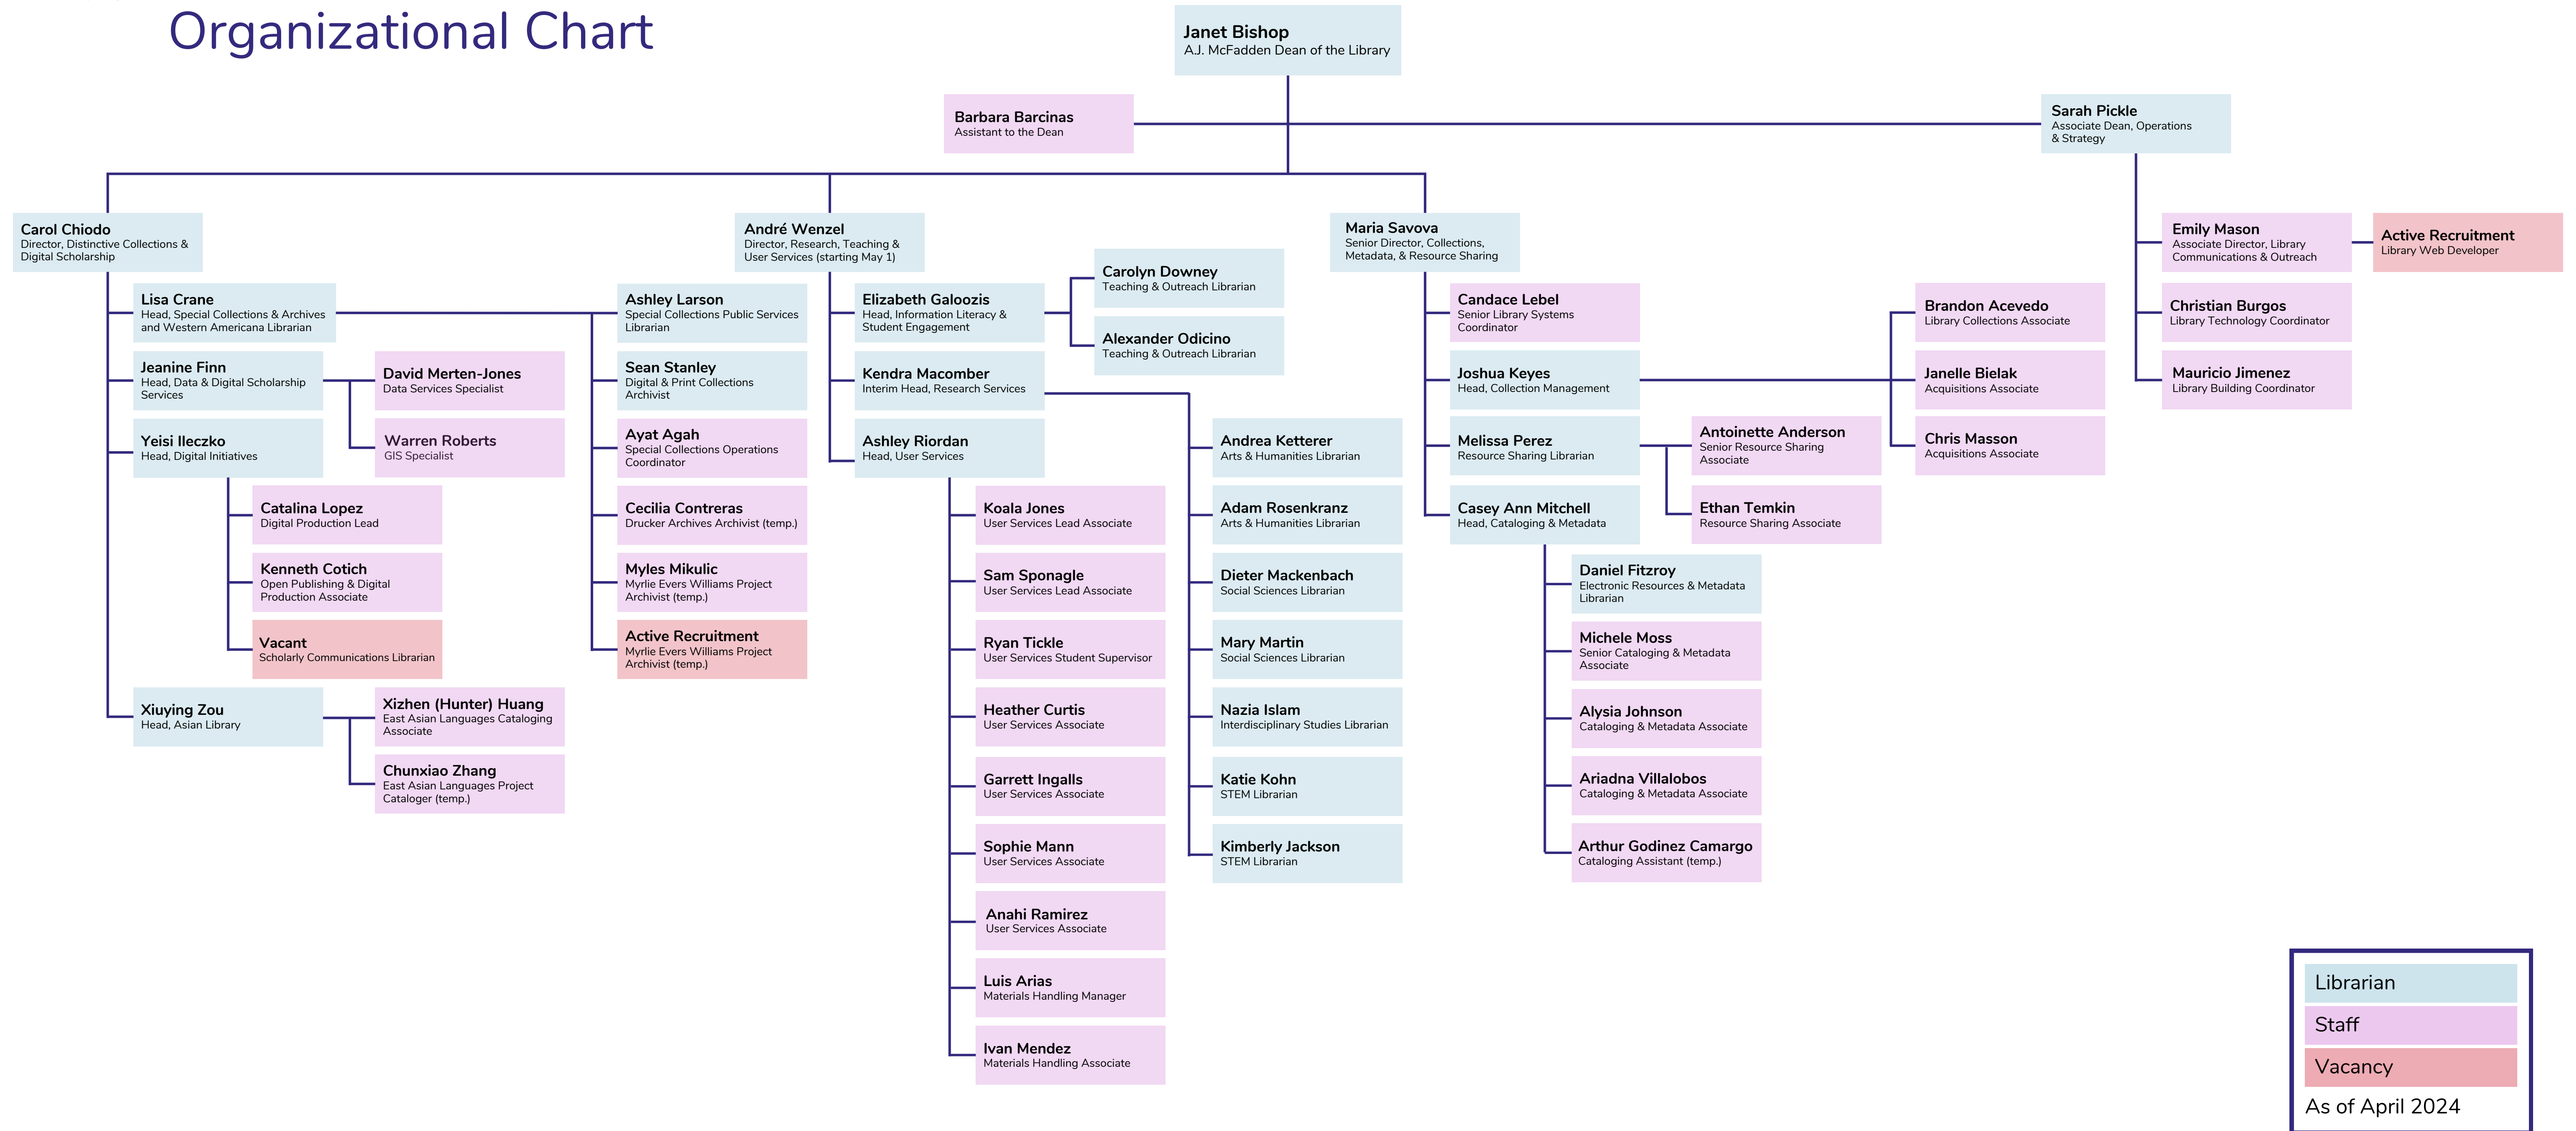 Organizational Chart
Janet Bishop
A.J. McFadden Dean of the Library
Barbara Barcinas
Assistant to the Dean
Sarah Pickle
Associate Dean, Operations
& Strategy
Carol Chiodo
Director, Distinctive Collections &
Digital Scholarship
Lisa Crane
Head, Special Collections & Archives
and Western Americana Librarian
Jeanine Finn
Head, Data & Digital Scholarship
Services
David Merten-Jones
Data Services Specialist
Warren Roberts
GIS Specialist
Yeisi Ileczko
Head, Digital Initiatives
Catalina Lopez
Digital Production Lead
Kenneth Cotich
Open Publishing & Digital
Production Associate
Vacant
Scholarly Communications Librarian
Xiuying Zou
Head, Asian Library
Xizhen (Hunter) Huang
East Asian Languages Cataloging
Associate
Chunxiao Zhang
East Asian Languages Project
Cataloger (temp.)
Ashley Larson
Special Collections Public Services
Librarian
Sean Stanley
Digital & Print Collections
Archivist
Ayat Agah
Special Collections Operations
Coordinator
Cecilia Contreras
Drucker Archives Archivist (temp.)
Myles Mikulic
Myrlie Evers Williams Project
Archivist (temp.)
Active Recruitment
Myrlie Evers Williams Project
Archivist (temp.)
André Wenzel
Director, Research, Teaching &
User Services (starting May 1)
Elizabeth Galoozis
Head, Information Literacy &
Student Engagement
Carolyn Downey
Teaching & Outreach Librarian
Alexander Odicino
Teaching & Outreach Librarian
Kendra Macomber
Interim Head, Research Services
Ashley Riordan
Head, User Services
Koala Jones
User Services Lead Associate
Sam Sponagle
User Services Lead Associate
Ryan Tickle
User Services Student Supervisor
Heather Curtis
User Services Associate
Garrett Ingalls
User Services Associate
Sophie Mann
User Services Associate
Anahi Ramirez
User Services Associate
Luis Arias
Materials Handling Manager
Ivan Mendez
Materials Handling Associate
Andrea Ketterer
Arts & Humanities Librarian
Adam Rosenkranz
Arts & Humanities Librarian
Dieter Mackenbach
Social Sciences Librarian
Mary Martin
Social Sciences Librarian
Nazia Islam
Interdisciplinary Studies Librarian
Katie Kohn
STEM Librarian
Kimberly Jackson
STEM Librarian
Maria Savova
Senior Director, Collections,
Metadata, & Resource Sharing
Candace Lebel
Senior Library Systems
Coordinator
Joshua Keyes
Head, Collection Management
Brandon Acevedo
Library Collections Associate
Janelle Bielak
Acquisitions Associate
Chris Masson
Acquisitions Associate
Melissa Perez
Resource Sharing Librarian
Antoinette Anderson
Senior Resource Sharing
Associate
Ethan Temkin
Resource Sharing Associate
Casey Ann Mitchell
Head, Cataloging & Metadata
Daniel Fitzroy
Electronic Resources & Metadata
Librarian
Michele Moss
Senior Cataloging & Metadata
Associate
Alysia Johnson
Cataloging & Metadata Associate
Ariadna Villalobos
Cataloging & Metadata Associate
Arthur Godinez Camargo
Cataloging Assistant (temp.)
Emily Mason
Associate Director, Library
Communications & Outreach
Active Recruitment
Library Web Developer
Christian Burgos
Library Technology Coordinator
Mauricio Jimenez
Library Building Coordinator
Librarian
Staff
Vacancy
As of April 2024